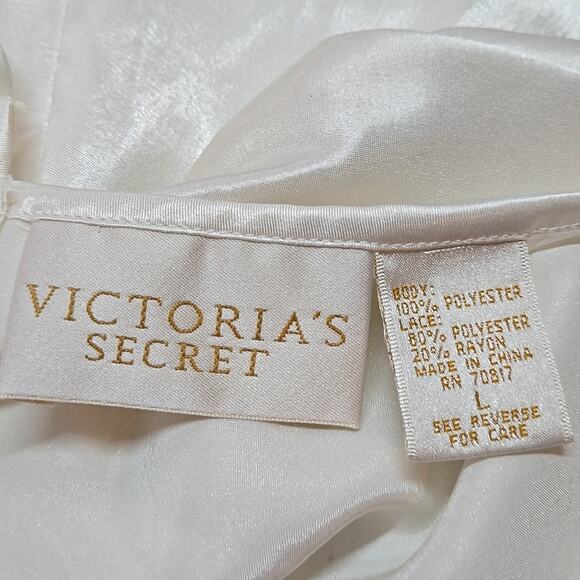 VICTORIA'S
SECRET
BODY:
100% POLYESTER
LACE:
80% POLYESTER
20% RAYON
MADE IN CHINA
RN 70817
L
SEE REVERSE
FOR CARE